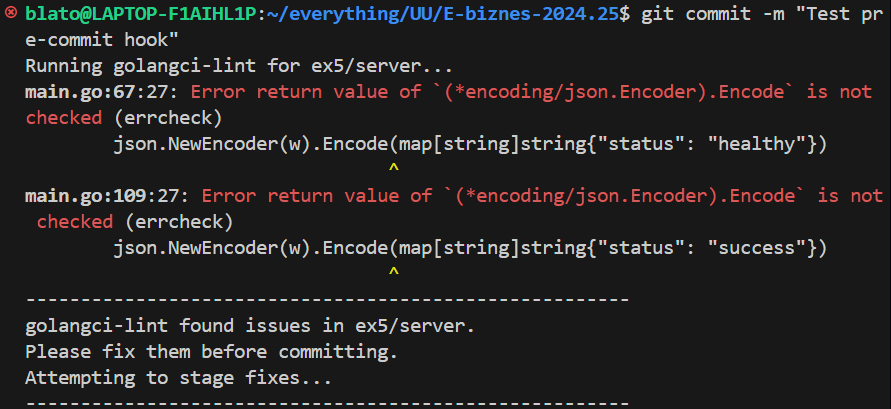 blato@LAPTOP-F1AIHL1P:~/everything/UU/E-biznes-2024.25$ git commit -m "Test pr
e-commit hook"
Running golangci-lint for ex5/server...
main.go:67:27: Error return value of `(*encoding/json.Encoder).Encode` is not
checked (errcheck)
        json.NewEncoder(w).Encode(map[string]string{"status": "healthy"})
                                 ^
main.go:109:27: Error return value of `(*encoding/json.Encoder).Encode` is not
 checked (errcheck)
        json.NewEncoder(w).Encode(map[string]string{"status": "success"})
                                 ^
-------------------------------------------------------
golangci-lint found issues in ex5/server.
Please fix them before committing.
Attempting to stage fixes...
-------------------------------------------------------